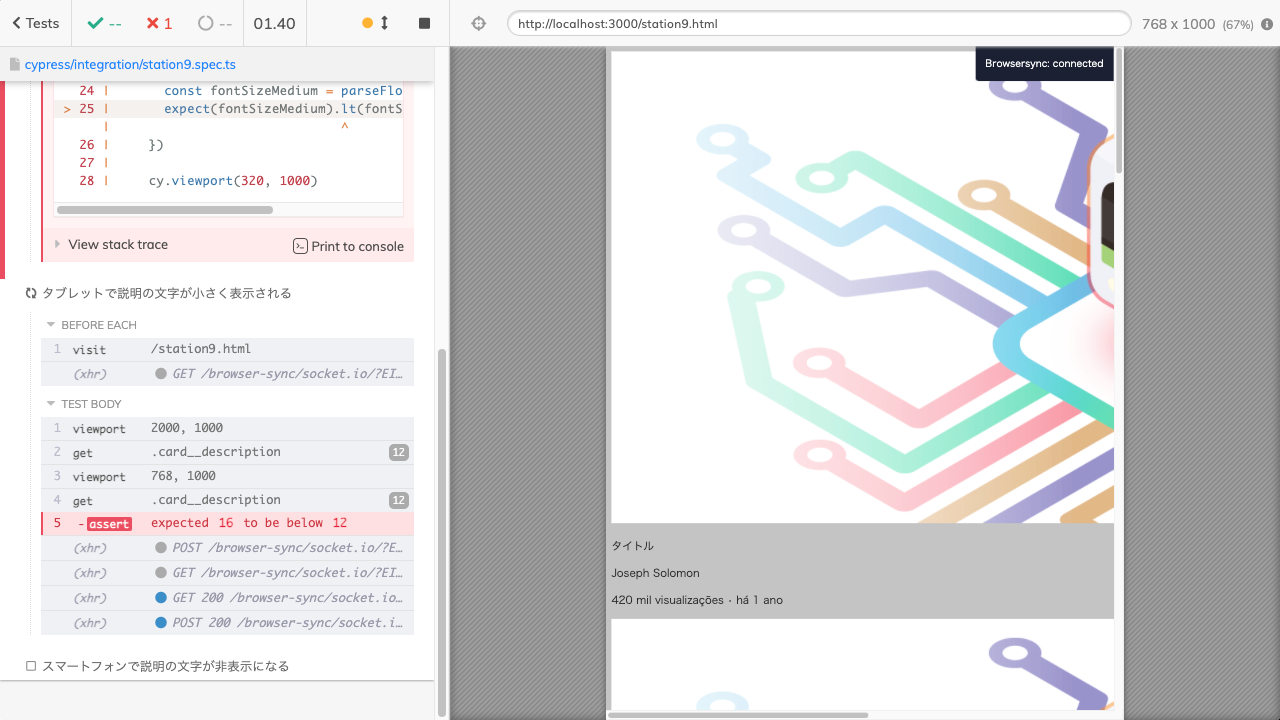 Tests
--
1
--
01.40
http://localhost:3000/station9.html
768 x 1000 (67%)
cypress/integration/station9.spec.ts
24 | const fontSizeMedium = parseFlo
> 25 | expect(fontSizeMedium).lt(fontS
| ^
26 | })
27 |
28 | cy.viewport(320, 1000)
View stack trace
Print to console
タブレットで説明の文字が小さく表示される
BEFORE EACH
1 visit /station9.html
(xhr) GET /browser-sync/socket.io/?EI…
TEST BODY
1 viewport 2000, 1000
2 get .card__description 12
3 viewport 768, 1000
4 get .card__description 12
5 -assert expected 16 to be below 12
(xhr) POST /browser-sync/socket.io/?E…
(xhr) GET /browser-sync/socket.io/?EI…
(xhr) GET 200 /browser-sync/socket.io…
(xhr) POST 200 /browser-sync/socket.i…
スマートフォンで説明の文字が非表示になる
Browsersync: connected
タイトル
Joseph Solomon
420 mil visualizações · há 1 ano